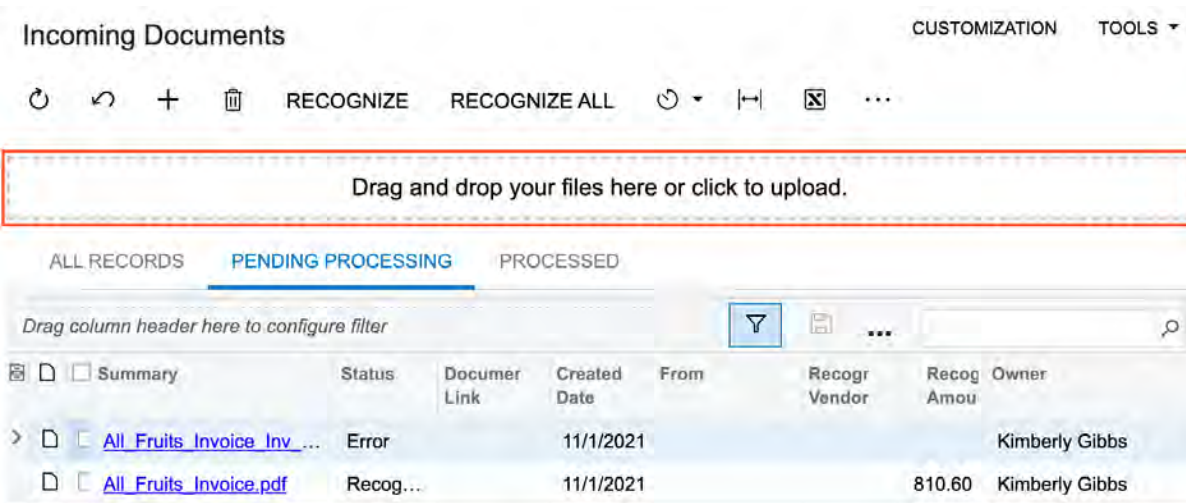 Incoming Documents CUSTOMIZATION TOOLS
RECOGNIZE RECOGNIZE ALL
Drag and drop your files here or click to upload.
ALL RECORDS PENDING PROCESSING PROCESSED
Drag column header here to configure filter
Summary Status Documer Created From Recogr Recog Owner
Link Date Vendor Amou
All_Fruits_Invoice_Inv_... Error 11/1/2021 Kimberly Gibbs
All_Fruits_Invoice.pdf Recog... 11/1/2021 810.60 Kimberly Gibbs